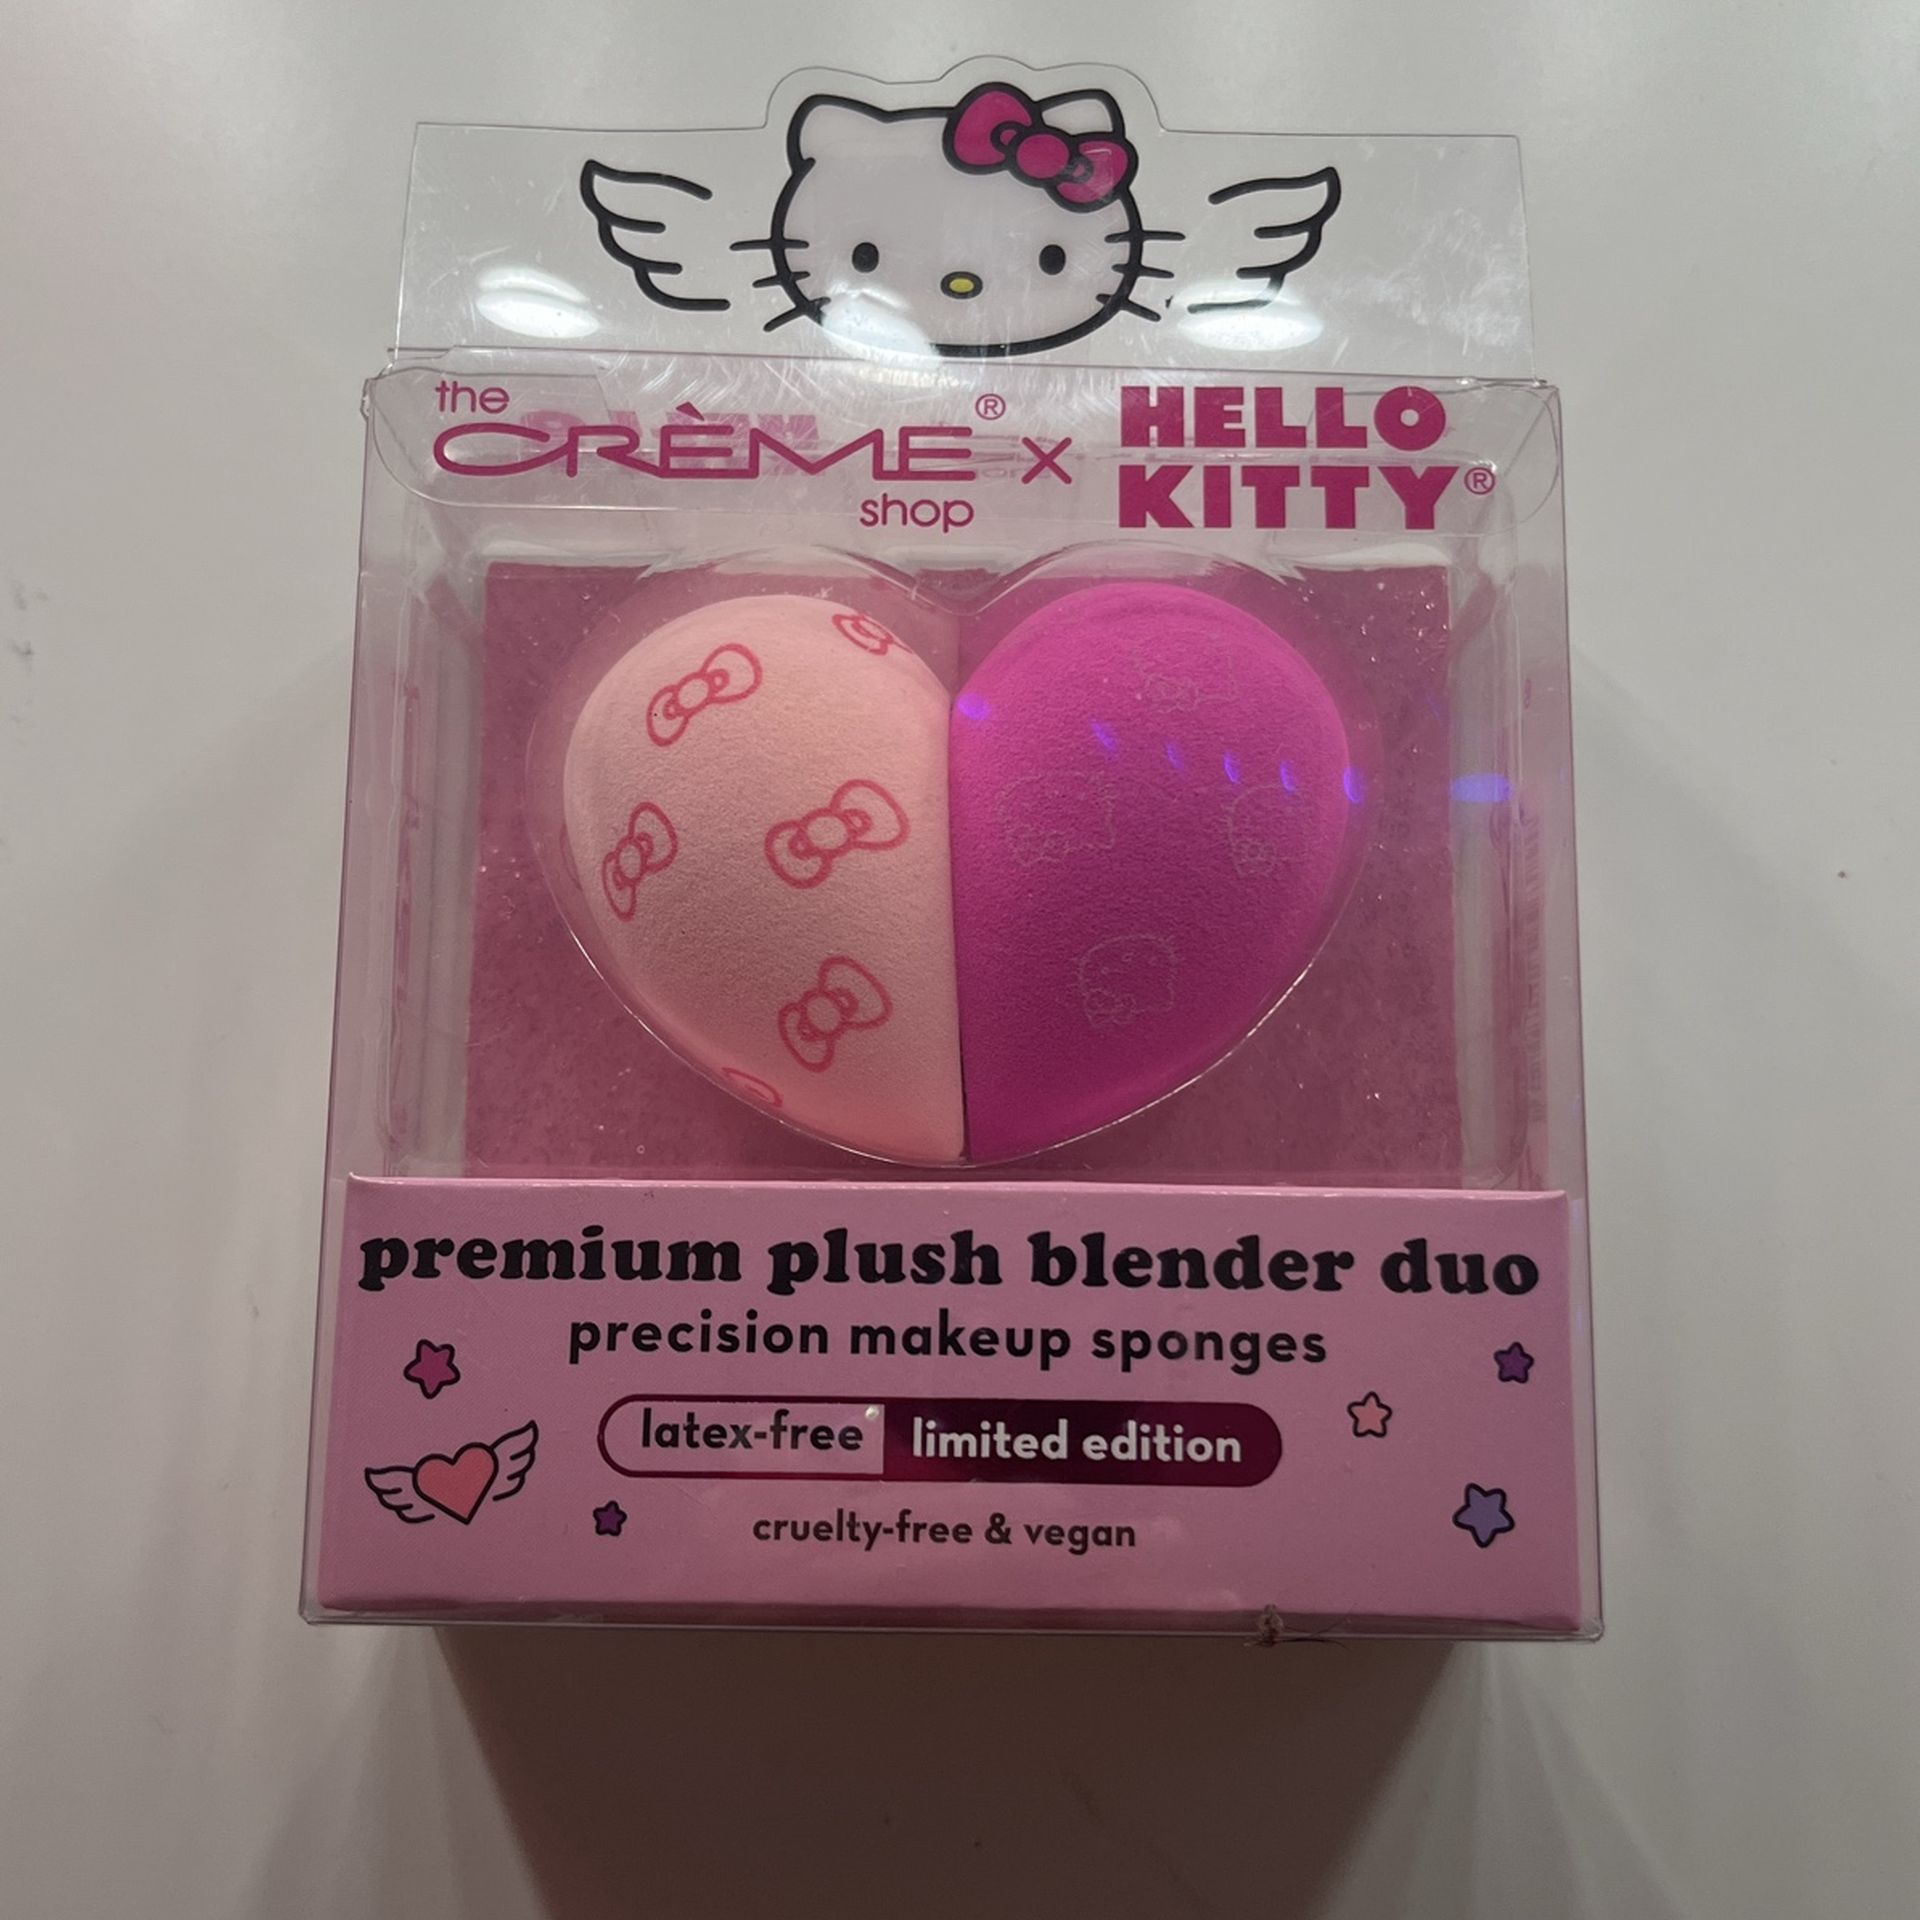 the
CRÈME® x HELLO
shop KITTY®
premium plush blender duo
precision makeup sponges
latex-free limited edition
cruelty-free & vegan